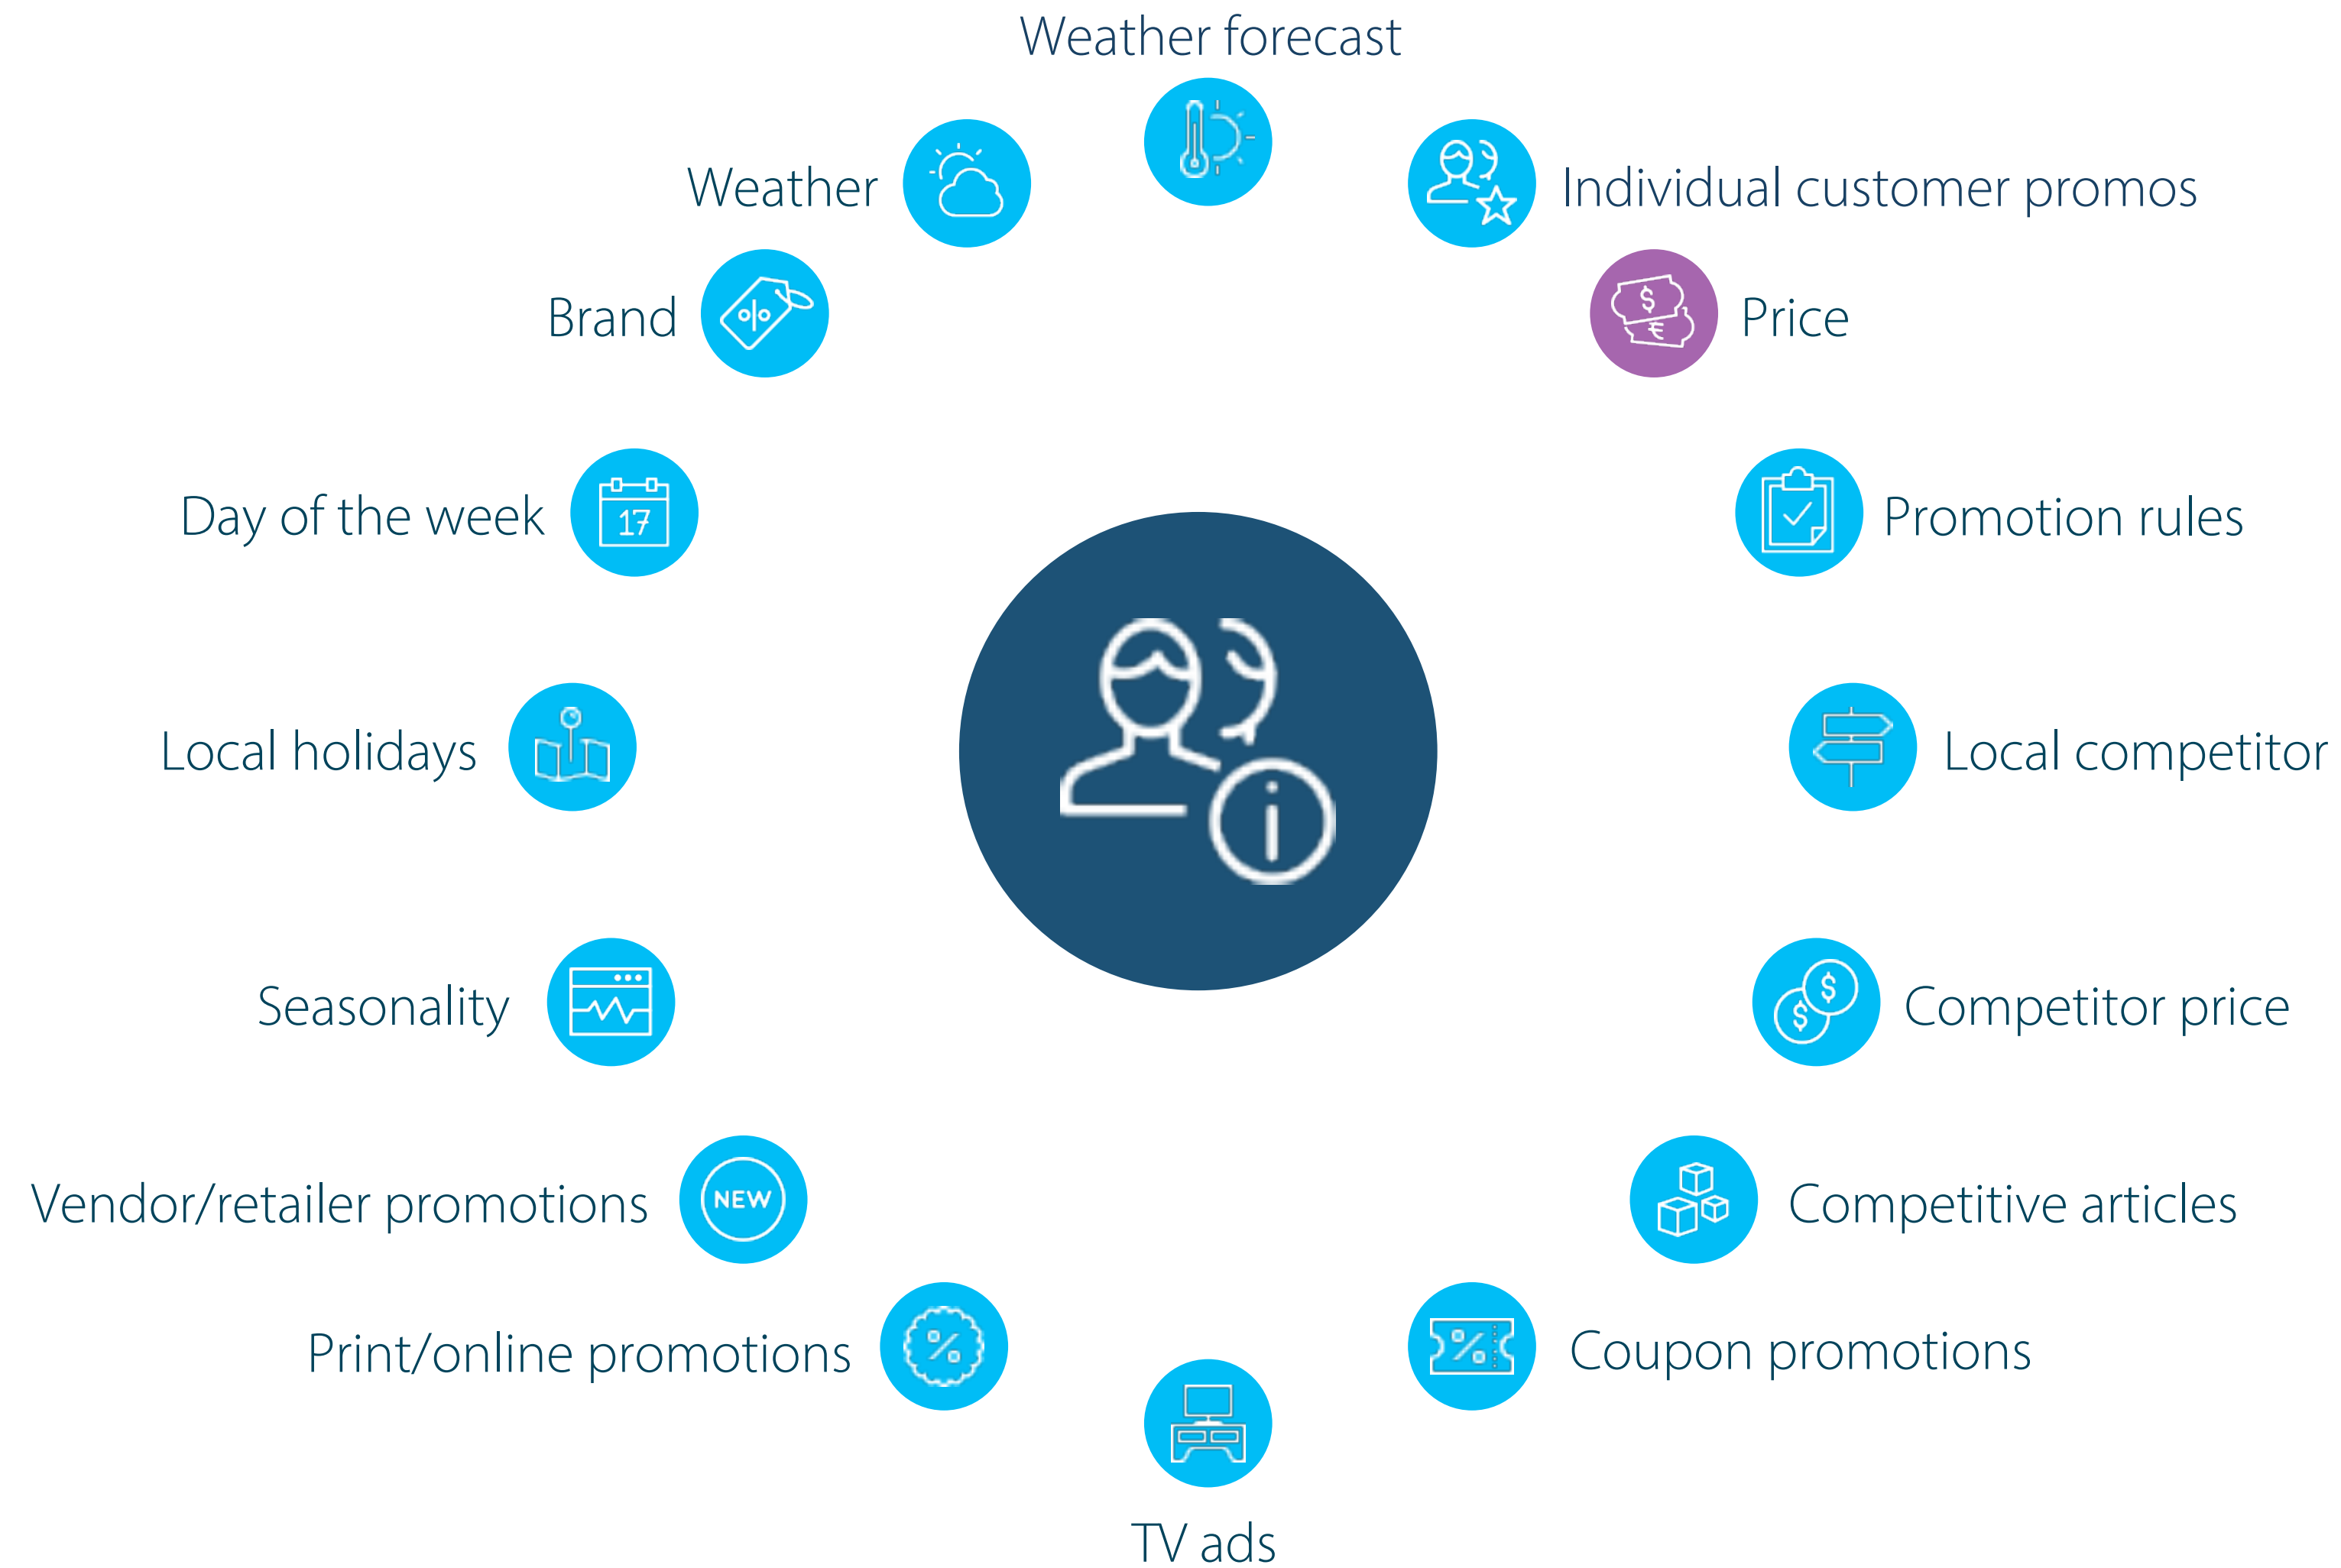 Weather forecast
Weather
Individual customer promos
Brand
%
$
₹
Price
Day of the week
17
Promotion rules
Local holidays
i
Local competitor
Seasonality
$
$
Competitor price
Vendor/retailer promotions
NEW
Competitive articles
Print/online promotions
%
%
Coupon promotions
TV ads